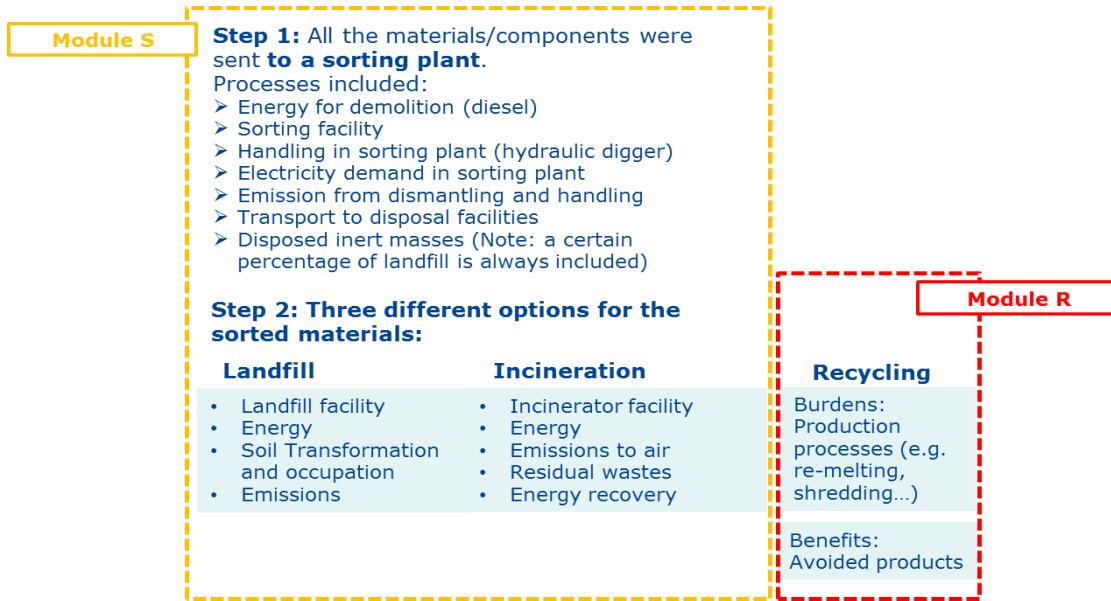 Module S
Step 1: All the materials/components were
sent to a sorting plant.
Processes included:
➢ Energy for demolition (diesel)
➢ Sorting facility
➢ Handling in sorting plant (hydraulic digger)
➢ Electricity demand in sorting plant
➢ Emission from dismantling and handling
➢ Transport to disposal facilities
➢ Disposed inert masses (Note: a certain
percentage of landfill is always included)
Step 2: Three different options for the
sorted materials:
Landfill
• Landfill facility
• Energy
• Soil Transformation
and occupation
• Emissions
Incineration
• Incinerator facility
• Energy
• Emissions to air
• Residual wastes
• Energy recovery
Module R
Recycling
Burdens:
Production
processes (e.g.
re-melting,
shredding…)
Benefits:
Avoided products